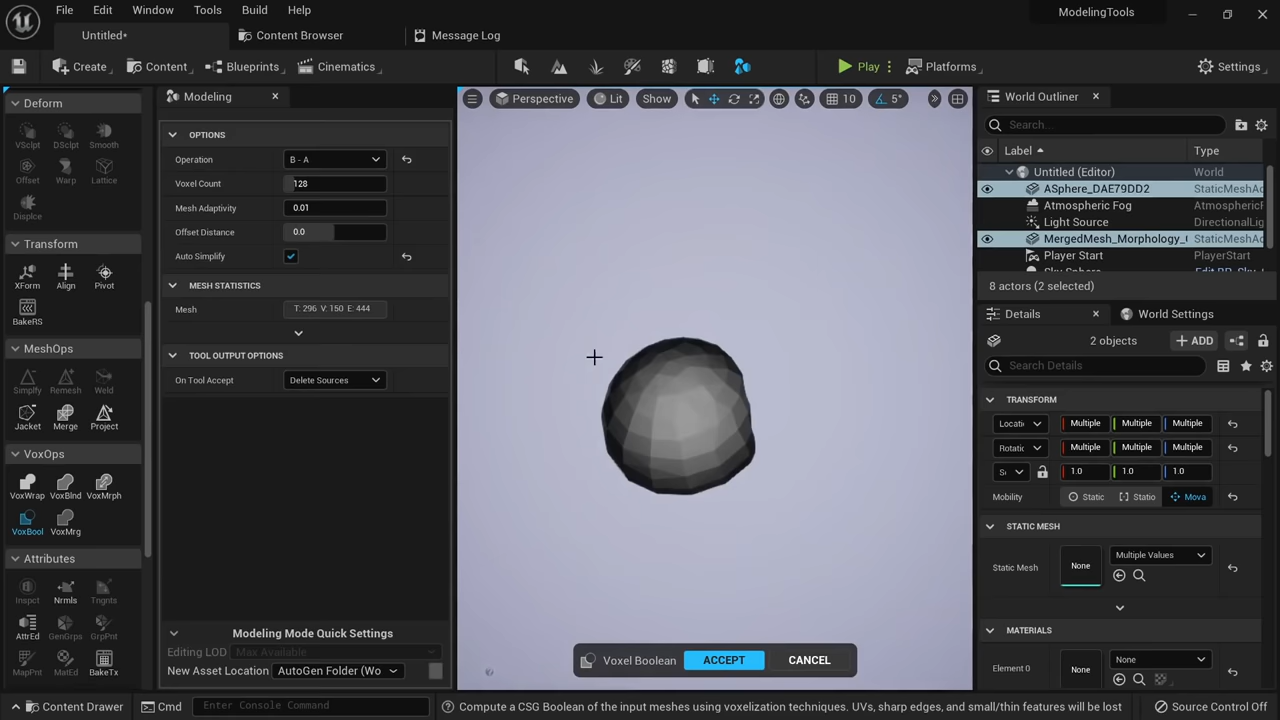 File Edit Window Tools Build Help ModelingTools
Untitled* Content Browser Message Log
Create Content Blueprints Cinematics Play Platforms Settings
Deform
VSclpt DSclpt Smooth
Offset Warp Lattice
Displce
Transform
XForm Align Pivot
BakeRS
MeshOps
Simplfy Remesh Weld
Jacket Merge Project
VoxOps
VoxWrap VoxBlnd VoxMrph
VoxBool VoxMrg
Attributes
Inspct Nrmls Tngnts
AttrEd GenGrps GrpPnt
MapPnt MatEd BakeTx
Modeling
OPTIONS
Operation B - A
Voxel Count 128
Mesh Adaptivity 0.01
Offset Distance 0.0
Auto Simplify
MESH STATISTICS
Mesh T: 296 V: 150 E: 444
TOOL OUTPUT OPTIONS
On Tool Accept Delete Sources
Modeling Mode Quick Settings
Editing LOD Max Available
New Asset Location AutoGen Folder (Wo
Perspective Lit Show 10 5°
Voxel Boolean ACCEPT CANCEL
World Outliner
Search...
Label Type
Untitled (Editor) World
ASphere_DAE79DD2 StaticMeshAc
Atmospheric Fog AtmosphericF
Light Source DirectionalLig
MergedMesh_Morphology_ StaticMeshAc
Player Start PlayerStart
8 actors (2 selected)
Details World Settings
2 objects ADD
Search Details
TRANSFORM
Locati Multiple Multiple Multiple
Rotatic Multiple Multiple Multiple
1.0 1.0 1.0
Mobility Static Statio Mova
STATIC MESH
Static Mesh None Multiple Values
MATERIALS
Element 0 None None
Content Drawer Cmd Enter Console Command Compute a CSG Boolean of the input meshes using voxelization techniques. UVs, sharp edges, and small/thin features will be lost Source Control Off